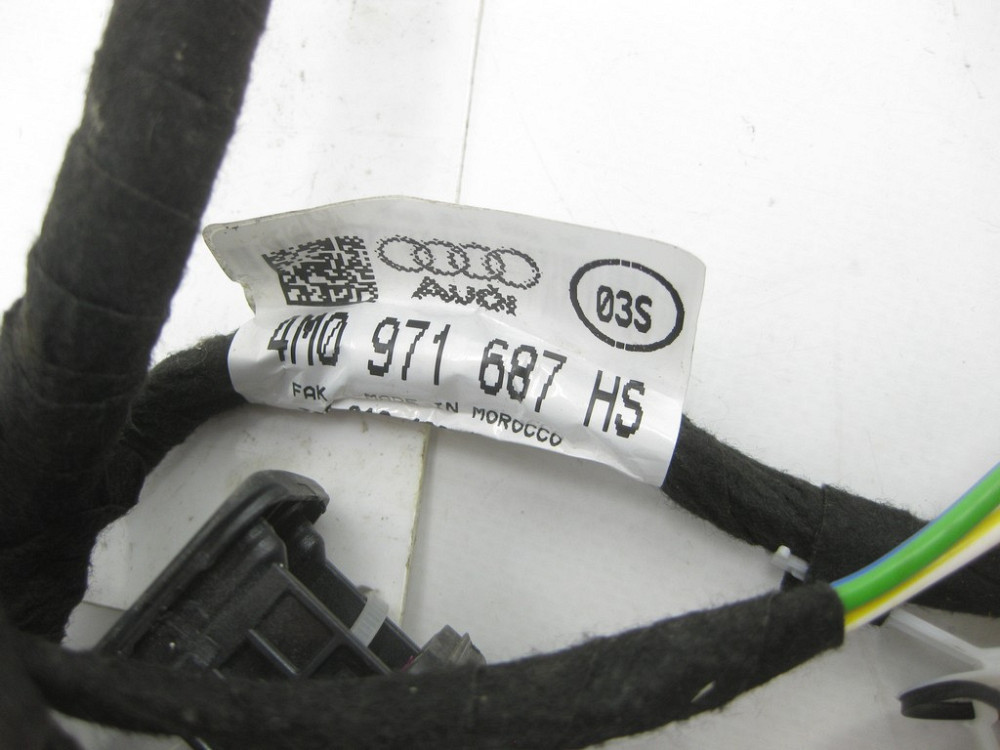 AUDI
03S
4M0 971 687 HS
FAK MADE IN MOROCCO